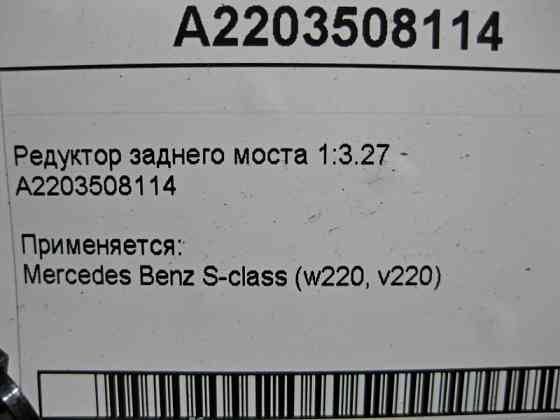 A2203508114
Редуктор заднего моста 1:3.27 -
A2203508114
Применяется:
Mercedes Benz S-class (w220, v220)